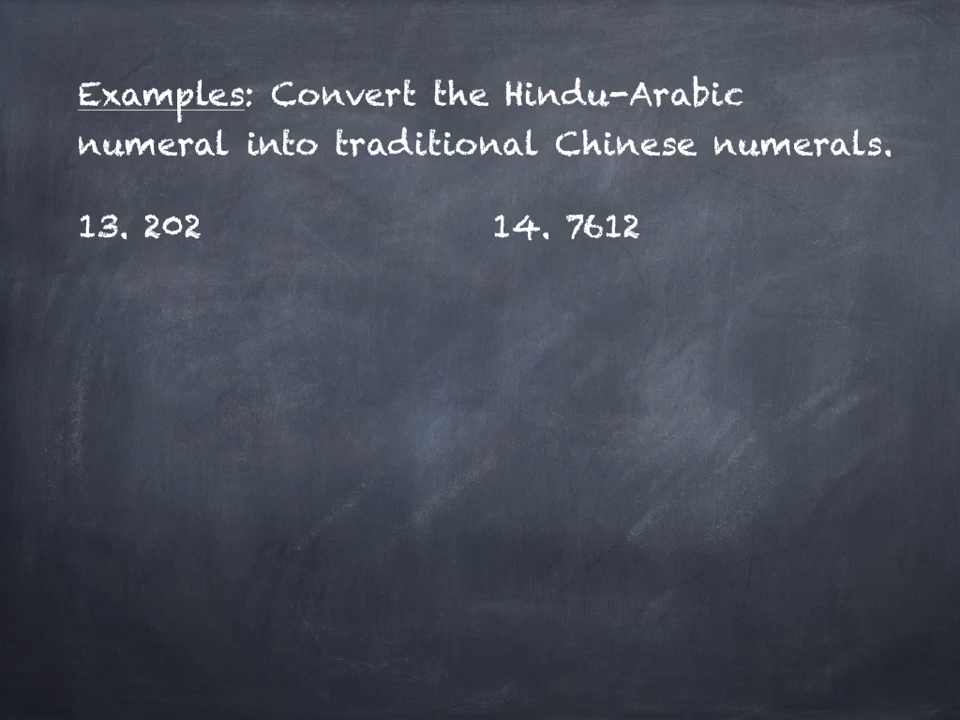 Examples: Convert the Hindu-Arabic
numeral into traditional Chinese numerals.
13. 202 14. 7612